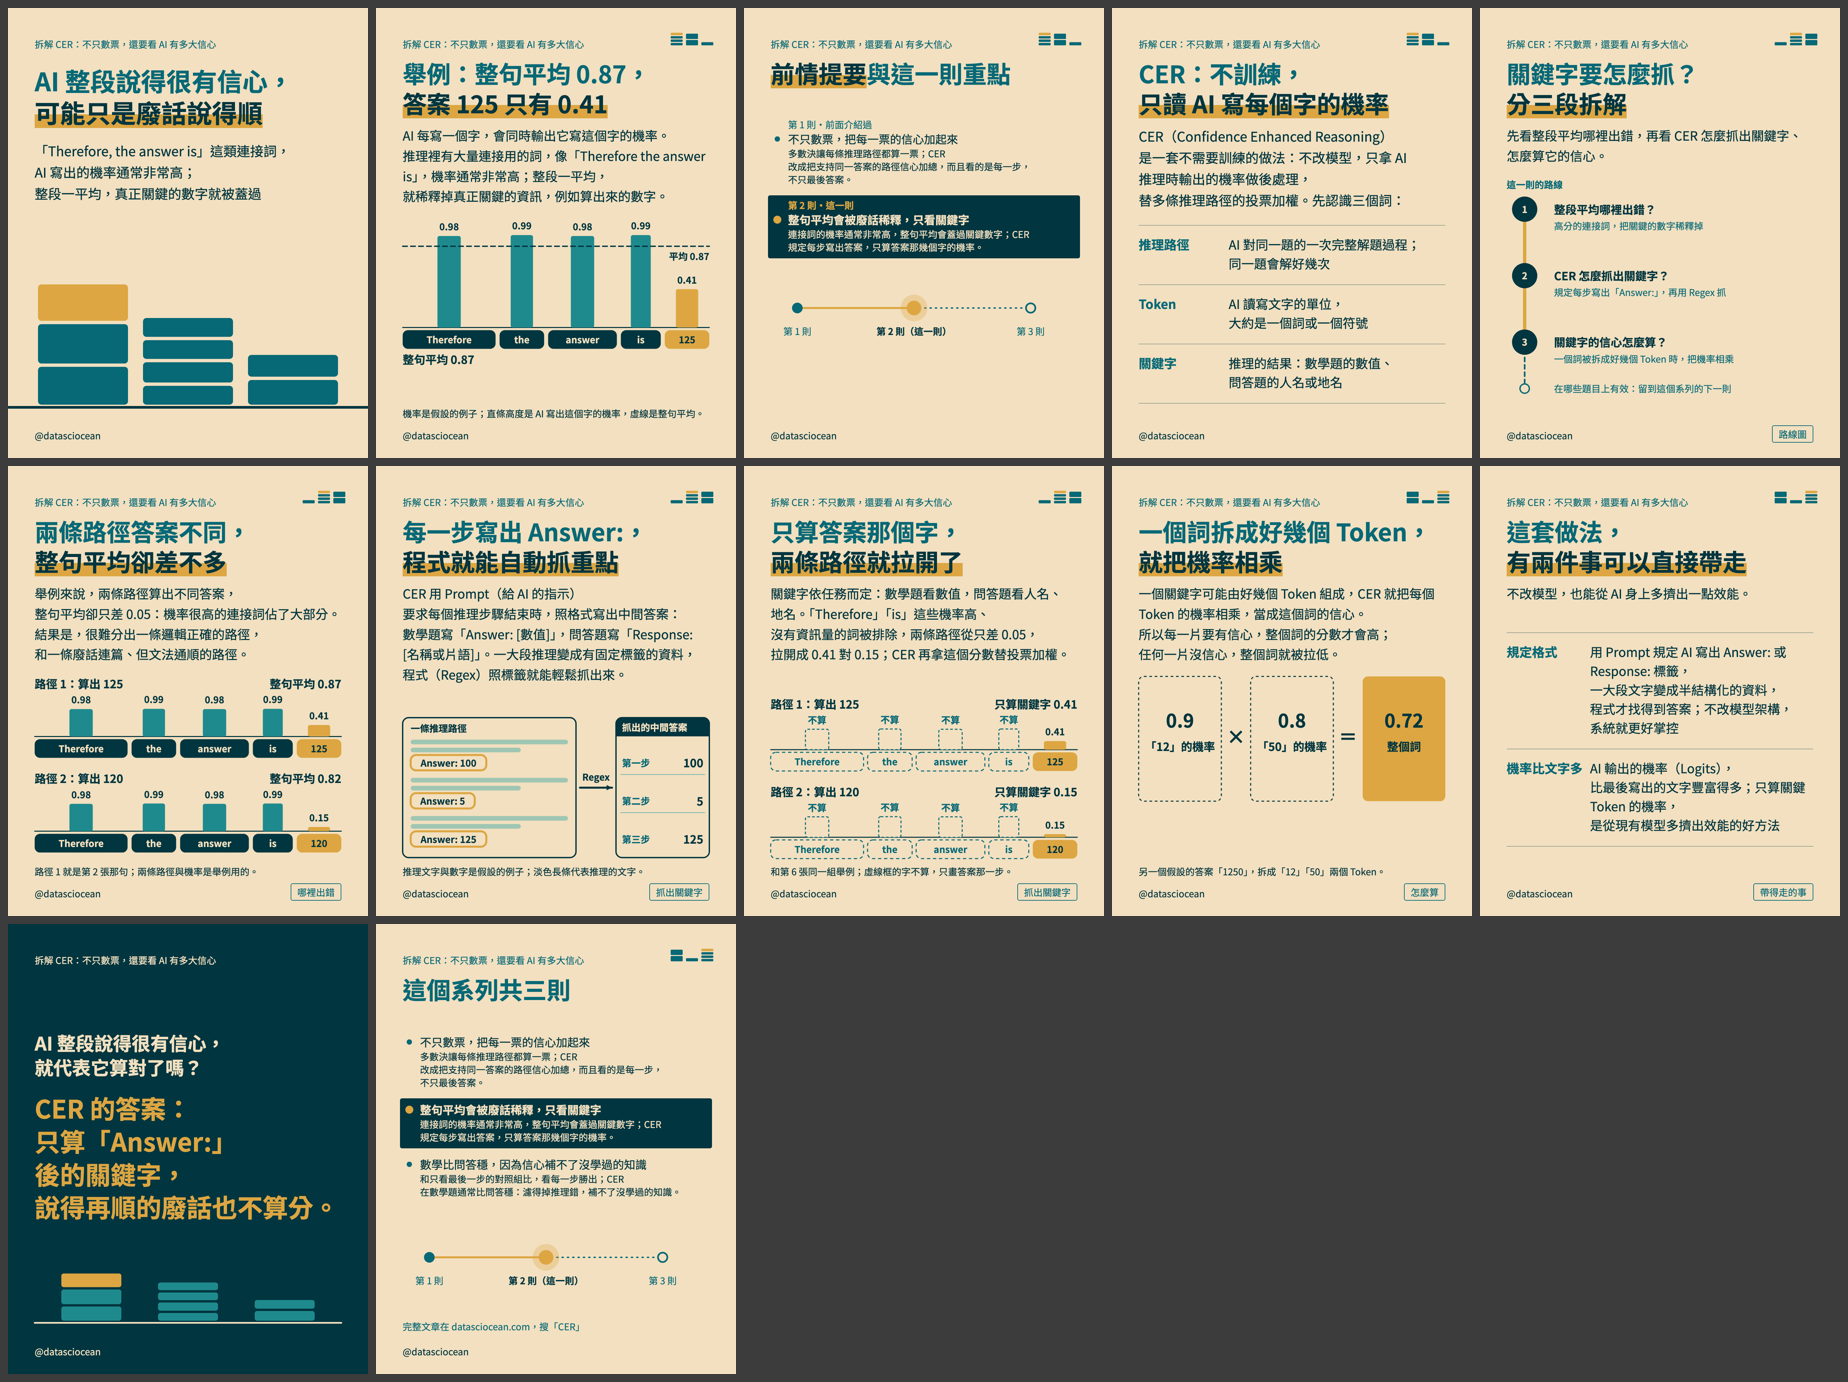 拆解 CER：不只數票，還要看 AI 有多大信心
AI 整段說得很有信心，
可能只是廢話說得順
「Therefore, the answer is」這類連接詞，
AI 寫出的機率通常非常高；
整段一平均，真正關鍵的數字就被蓋過
@datasciocean
拆解 CER：不只數票，還要看 AI 有多大信心
舉例：整句平均 0.87，
答案 125 只有 0.41
AI 每寫一個字，會同時輸出它寫這個字的機率。
推理裡有大量連接用的詞，像「Therefore the answer
is」，機率通常非常高；整段一平均，
就稀釋掉真正關鍵的資訊，例如算出來的數字。
0.98 0.99 0.98 0.99
平均 0.87
0.41
Therefore the answer is 125
整句平均 0.87
機率是假設的例子；直條高度是 AI 寫出這個字的機率，虛線是整句平均。
@datasciocean
拆解 CER：不只數票，還要看 AI 有多大信心
前情提要與這一則重點
第 1 則・前面介紹過
不只數票，把每一票的信心加起來
多數決讓每條推理路徑都算一票；CER
改成把支持同一答案的路徑信心加總，而且看的是每一步，
不只最後答案。
第 2 則・這一則
整句平均會被廢話稀釋，只看關鍵字
連接詞的機率通常非常高，整句平均會蓋過關鍵數字；CER
規定每步寫出答案，只算答案那幾個字的機率。
第 1 則 第 2 則（這一則） 第 3 則
@datasciocean
拆解 CER：不只數票，還要看 AI 有多大信心
CER：不訓練，
只讀 AI 寫每個字的機率
CER（Confidence Enhanced Reasoning）
是一套不需要訓練的做法：不改模型，只拿 AI
推理時輸出的機率做後處理，
替多條推理路徑的投票加權。先認識三個詞：
推理路徑 AI 對同一題的一次完整解題過程；
同一題會解好幾次
Token AI 讀寫文字的單位，
大約是一個詞或一個符號
關鍵字 推理的結果：數學題的數值、
問答題的人名或地名
@datasciocean
拆解 CER：不只數票，還要看 AI 有多大信心
關鍵字要怎麼抓？
分三段拆解
先看整段平均哪裡出錯，再看 CER 怎麼抓出關鍵字、
怎麼算它的信心。
這一則的路線
1 整段平均哪裡出錯？
高分的連接詞，把關鍵的數字稀釋掉
2 CER 怎麼抓出關鍵字？
規定每步寫出「Answer:」，再用 Regex 抓
3 關鍵字的信心怎麼算？
一個詞被拆成好幾個 Token 時，把機率相乘
在哪些題目上有效：留到這個系列的下一則
@datasciocean 路線圖
拆解 CER：不只數票，還要看 AI 有多大信心
兩條路徑答案不同，
整句平均卻差不多
舉例來說，兩條路徑算出不同答案，
整句平均卻只差 0.05：機率很高的連接詞佔了大部分。
結果是，很難分出一條邏輯正確的路徑，
和一條廢話連篇、但文法通順的路徑。
路徑 1：算出 125 整句平均 0.87
0.98 0.99 0.98 0.99 0.41
Therefore the answer is 125
路徑 2：算出 120 整句平均 0.82
0.98 0.99 0.98 0.99 0.15
Therefore the answer is 120
路徑 1 就是第 2 張那句；兩條路徑與機率是舉例用的。
@datasciocean 哪裡出錯
拆解 CER：不只數票，還要看 AI 有多大信心
每一步寫出 Answer:，
程式就能自動抓重點
CER 用 Prompt（給 AI 的指示）
要求每個推理步驟結束時，照格式寫出中間答案：
數學題寫「Answer: [數值]」，問答題寫「Response:
[名稱或片語]」。一大段推理變成有固定標籤的資料，
程式（Regex）照標籤就能輕鬆抓出來。
一條推理路徑
Answer: 100
Answer: 5
Answer: 125
Regex
抓出的中間答案
第一步 100
第二步 5
第三步 125
推理文字與數字是假設的例子；淡色長條代表推理的文字。
@datasciocean 抓出關鍵字
拆解 CER：不只數票，還要看 AI 有多大信心
只算答案那個字，
兩條路徑就拉開了
關鍵字依任務而定：數學題看數值，問答題看人名、
地名。「Therefore」「is」這些機率高、
沒有資訊量的詞被排除，兩條路徑從只差 0.05，
拉開成 0.41 對 0.15；CER 再拿這個分數替投票加權。
路徑 1：算出 125 只算關鍵字 0.41
不算 不算 不算 不算 0.41
Therefore the answer is 125
路徑 2：算出 120 只算關鍵字 0.15
不算 不算 不算 不算 0.15
Therefore the answer is 120
和第 6 張同一組舉例；虛線框的字不算，只畫答案那一步。
@datasciocean 抓出關鍵字
拆解 CER：不只數票，還要看 AI 有多大信心
一個詞拆成好幾個 Token，
就把機率相乘
一個關鍵字可能由好幾個 Token 組成，CER 就把每個
Token 的機率相乘，當成這個詞的信心。
所以每一片要有信心，整個詞的分數才會高；
任何一片沒信心，整個詞就被拉低。
0.9 × 0.8 = 0.72
「12」的機率 「50」的機率 整個詞
另一個假設的答案「1250」，拆成「12」「50」兩個 Token。
@datasciocean 怎麼算
拆解 CER：不只數票，還要看 AI 有多大信心
這套做法，
有兩件事可以直接帶走
不改模型，也能從 AI 身上多擠出一點效能。
規定格式 用 Prompt 規定 AI 寫出 Answer: 或
Response: 標籤，
一大段文字變成半結構化的資料，
程式才找得到答案；不改模型架構，
系統就更好掌控
機率比文字多 AI 輸出的機率（Logits），
比最後寫出的文字豐富得多；只算關鍵
Token 的機率，
是從現有模型多擠出效能的好方法
@datasciocean 帶得走的事
拆解 CER：不只數票，還要看 AI 有多大信心
AI 整段說得很有信心，
就代表它算對了嗎？
CER 的答案：
只算「Answer:」
後的關鍵字，
說得再順的廢話也不算分。
@datasciocean
拆解 CER：不只數票，還要看 AI 有多大信心
這個系列共三則
不只數票，把每一票的信心加起來
多數決讓每條推理路徑都算一票；CER
改成把支持同一答案的路徑信心加總，而且看的是每一步，
不只最後答案。
整句平均會被廢話稀釋，只看關鍵字
連接詞的機率通常非常高，整句平均會蓋過關鍵數字；CER
規定每步寫出答案，只算答案那幾個字的機率。
數學比問答穩，因為信心補不了沒學過的知識
和只看最後一步的對照組比，看每一步勝出；CER
在數學題通常比問答穩：濾得掉推理錯，補不了沒學過的知識。
第 1 則 第 2 則（這一則） 第 3 則
完整文章在 datasciocean.com，搜「CER」
@datasciocean